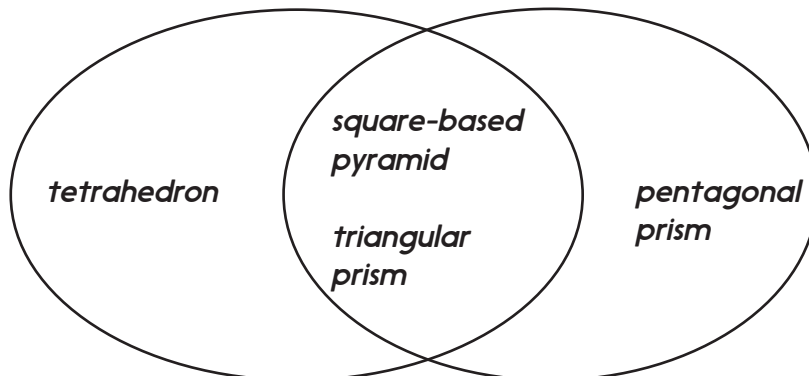 tetrahedron
square-based
pyramid
triangular
prism
pentagonal
prism